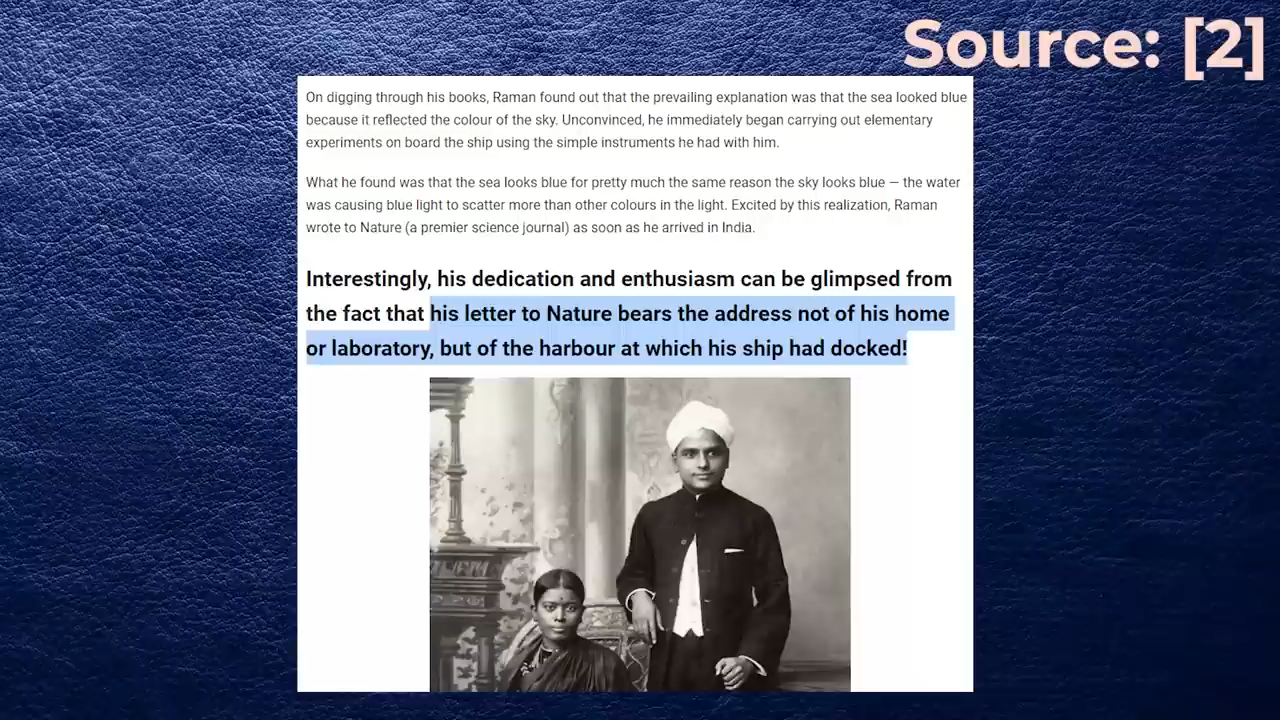 Source: [2]
On digging through his books, Raman found out that the prevailing explanation was that the sea looked blue
because it reflected the colour of the sky. Unconvinced, he immediately began carrying out elementary
experiments on board the ship using the simple instruments he had with him.
What he found was that the sea looks blue for pretty much the same reason the sky looks blue — the water
was causing blue light to scatter more than other colours in the light. Excited by this realization, Raman
wrote to Nature (a premier science journal) as soon as he arrived in India.
Interestingly, his dedication and enthusiasm can be glimpsed from
the fact that his letter to Nature bears the address not of his home
or laboratory, but of the harbour at which his ship had docked!